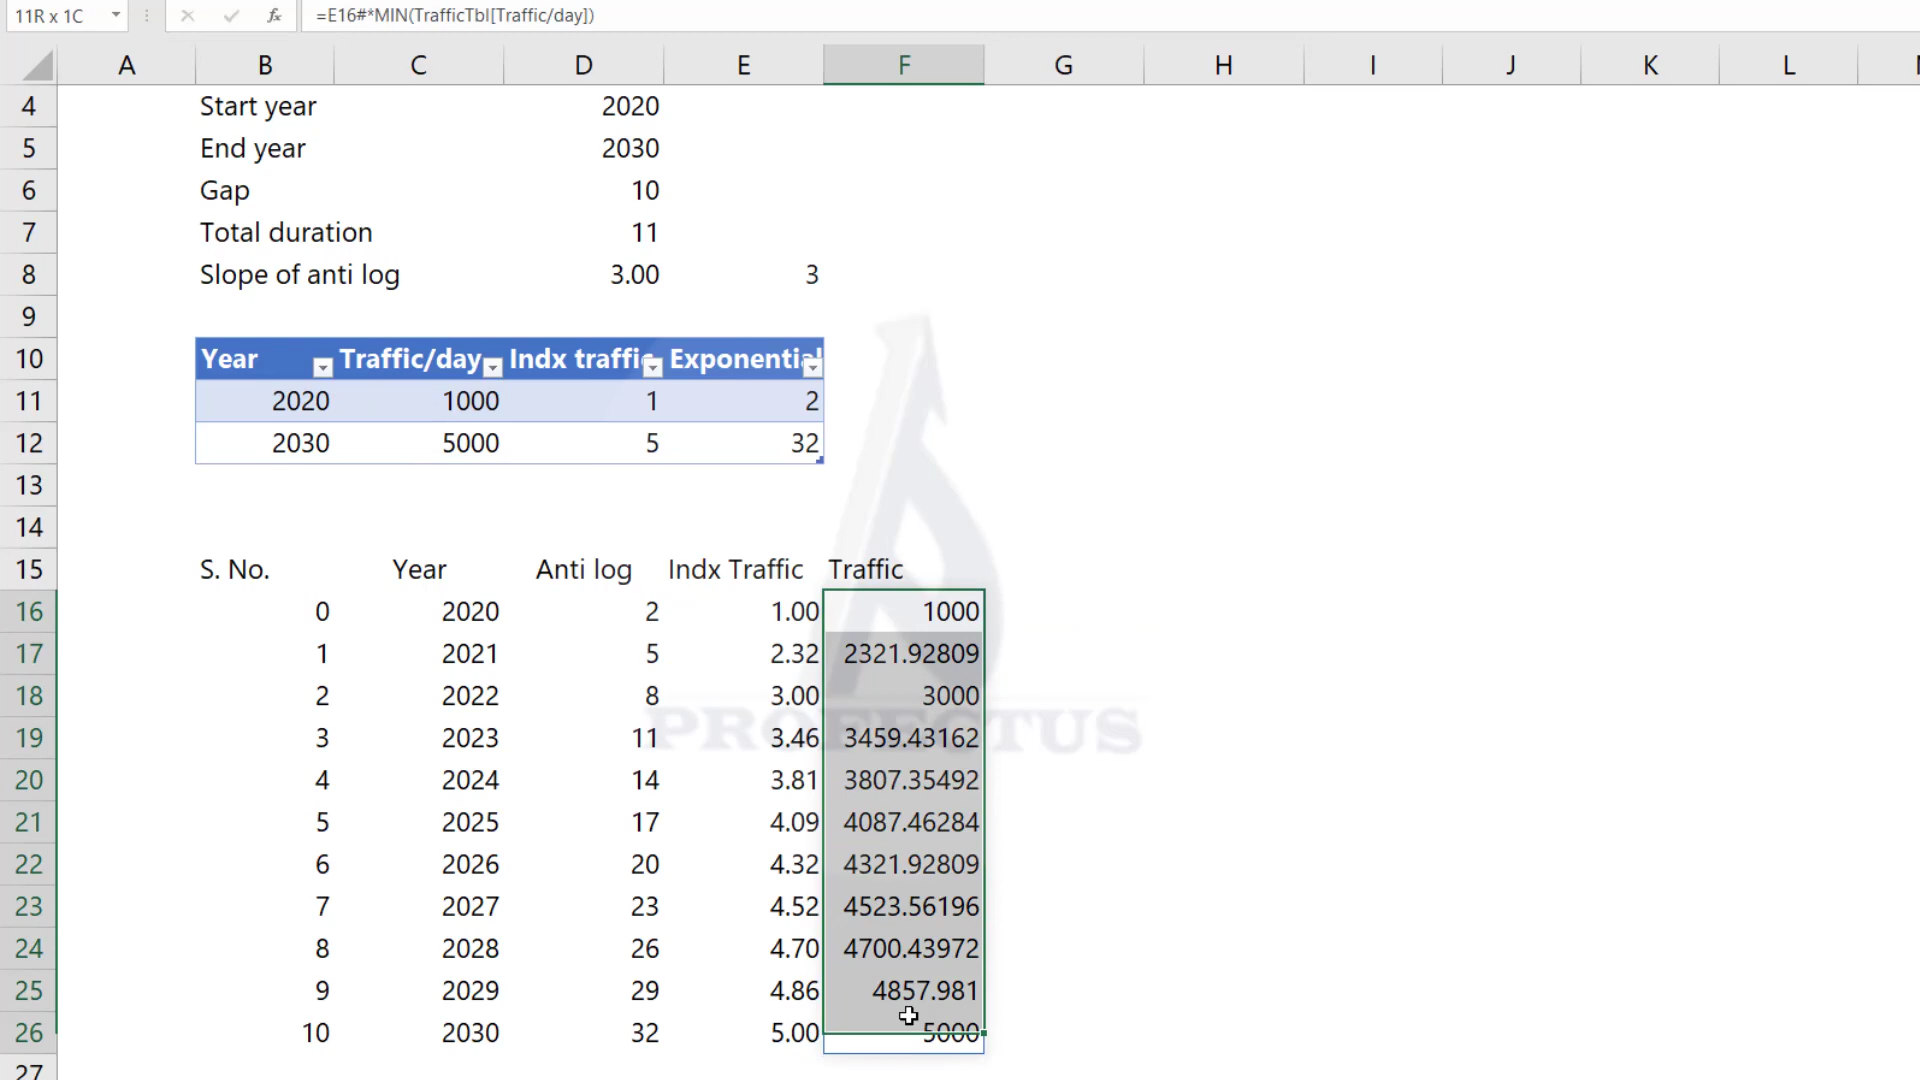 11R x 1C fx =E16#*MIN(TrafficTbl[Traffic/day])
A B C D E F G H I J K L
4 Start year 2020
5 End year 2030
6 Gap 10
7 Total duration 11
8 Slope of anti log 3.00 3
9
10 Year Traffic/day Indx traffic Exponential
11 2020 1000 1 2
12 2030 5000 5 32
13
14
15 S. No. Year Anti log Indx Traffic Traffic
16 0 2020 2 1.00 1000
17 1 2021 5 2.32 2321.92809
18 2 2022 8 3.00 3000
19 3 2023 11 3.46 3459.43162
20 4 2024 14 3.81 3807.35492
21 5 2025 17 4.09 4087.46284
22 6 2026 20 4.32 4321.92809
23 7 2027 23 4.52 4523.56196
24 8 2028 26 4.70 4700.43972
25 9 2029 29 4.86 4857.981
26 10 2030 32 5.00 5000
27
PROFECTUS